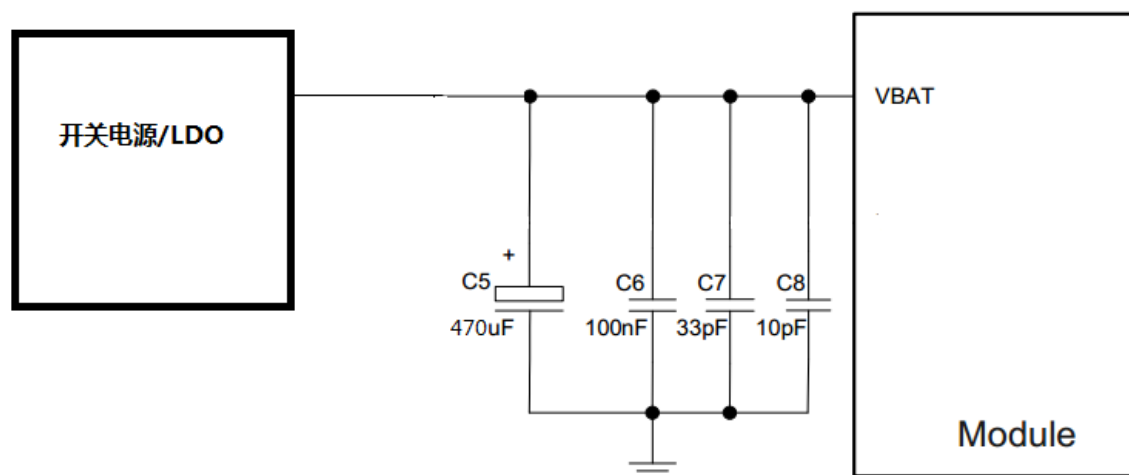 开关电源/LDO
VBAT
+
C5
470uF
C6
100nF
C7
33pF
C8
10pF
Module